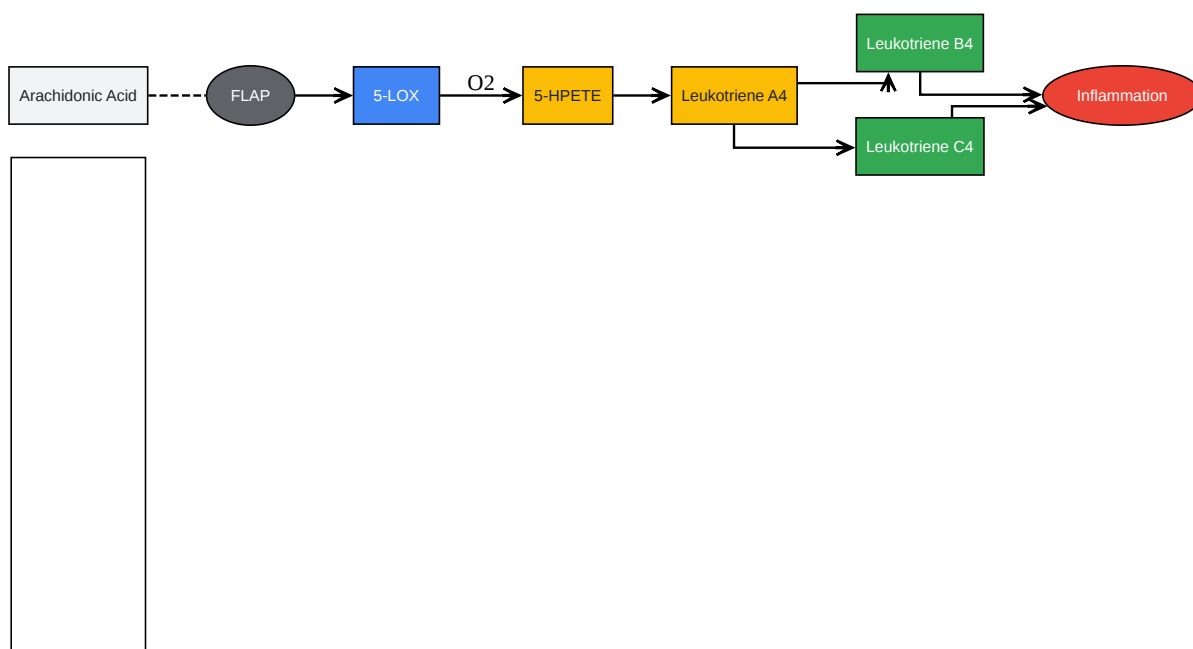 Arachidonic Acid
FLAP
5-LOX
O2
5-HPETE
Leukotriene A4
Leukotriene B4
Leukotriene C4
Inflammation